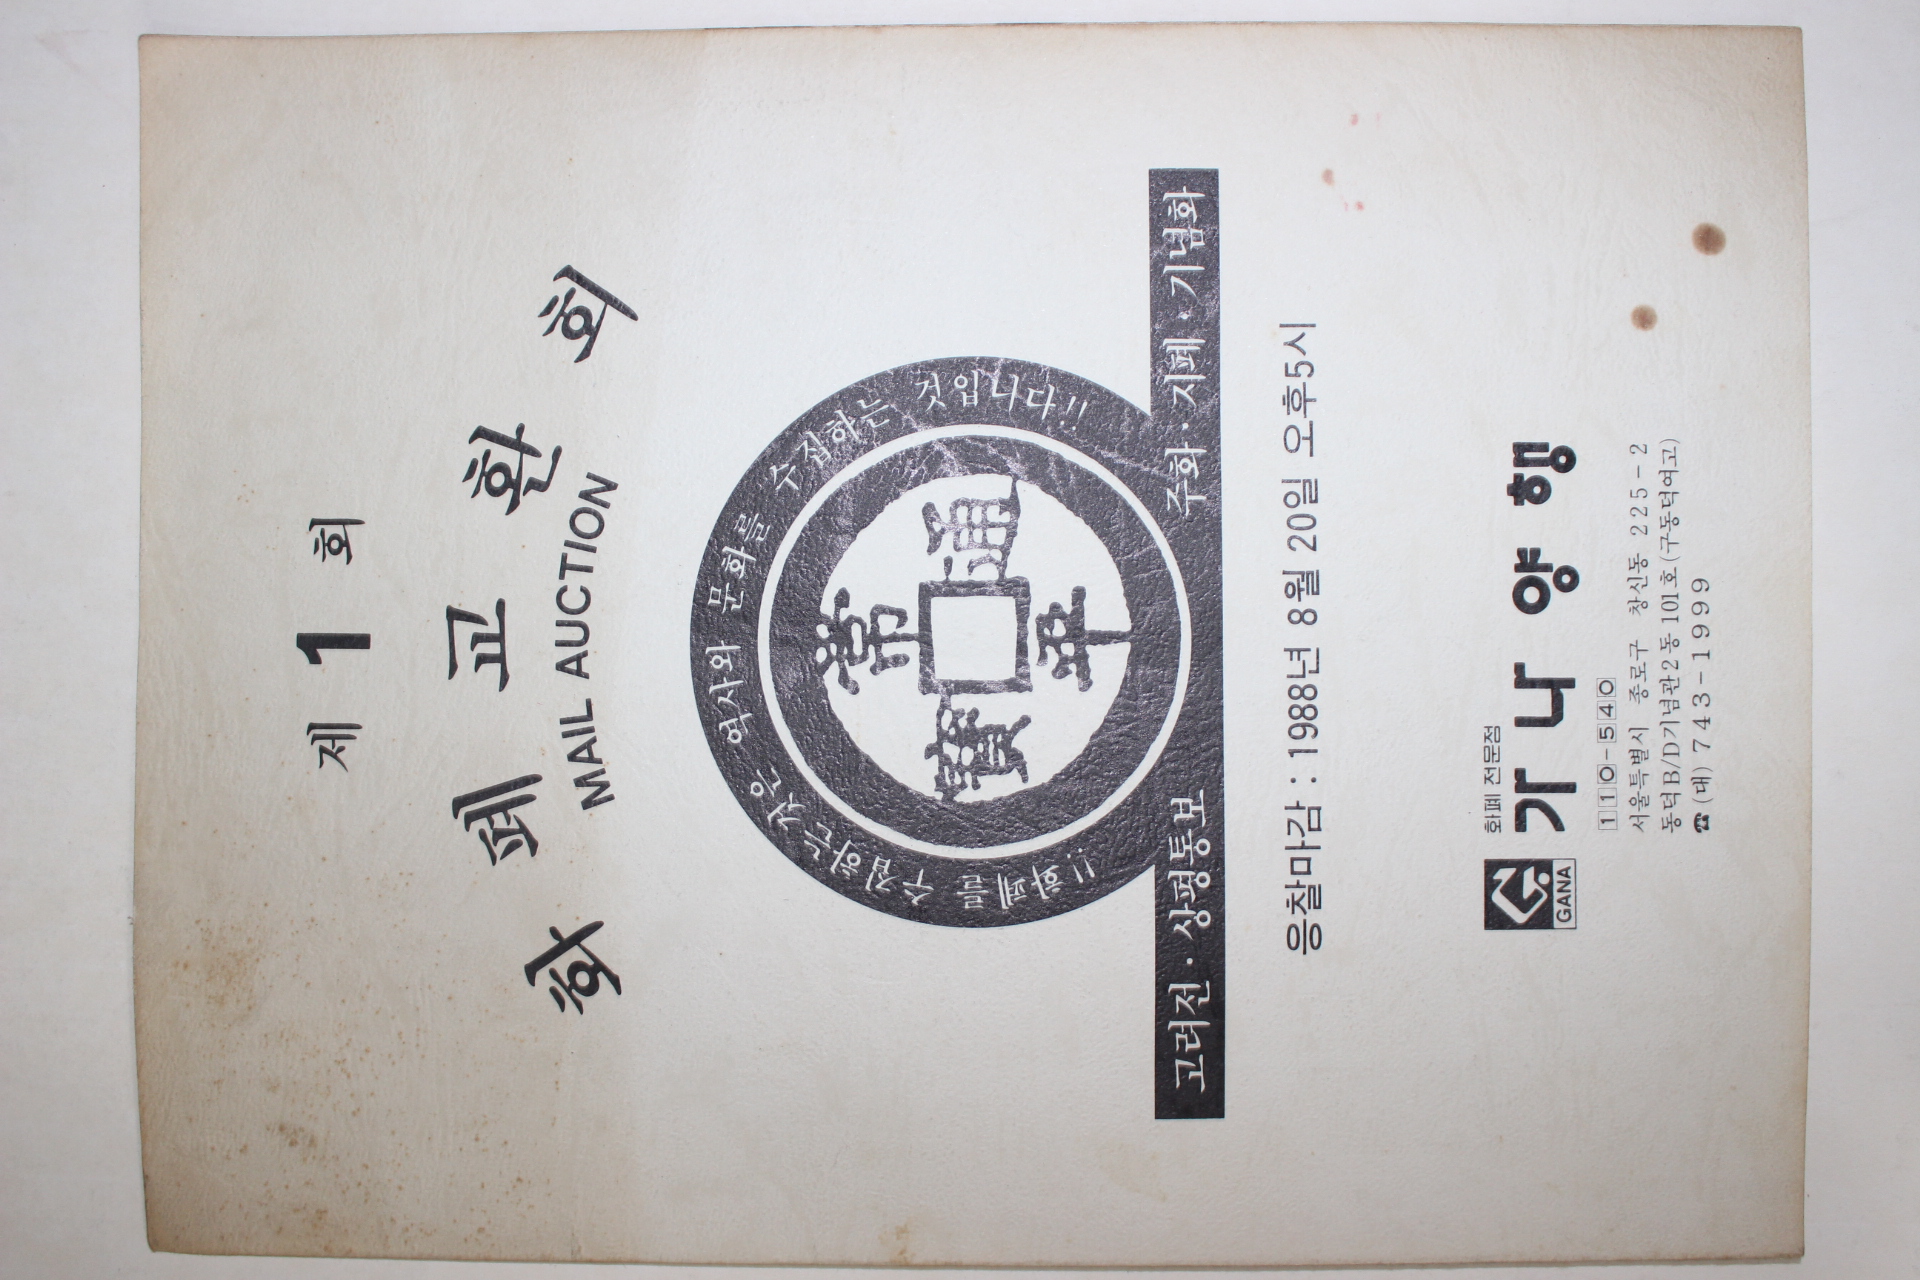 제 1 회
화폐교환회
MAIL AUCTION
화폐를 수집하는 것은 역사와 문화를 수집하는 것입니다!!
常平通寶
고려전·상평통보 주화·지폐·기념화
응찰마감 : 1988년 8월 20일 오후5시
GANA
화폐 전문점
가나양행
110-540
서울특별시 종로구 창신동 225-2
동덕B/D기념관2동101호(구동덕여고)
☎(대)743-1999